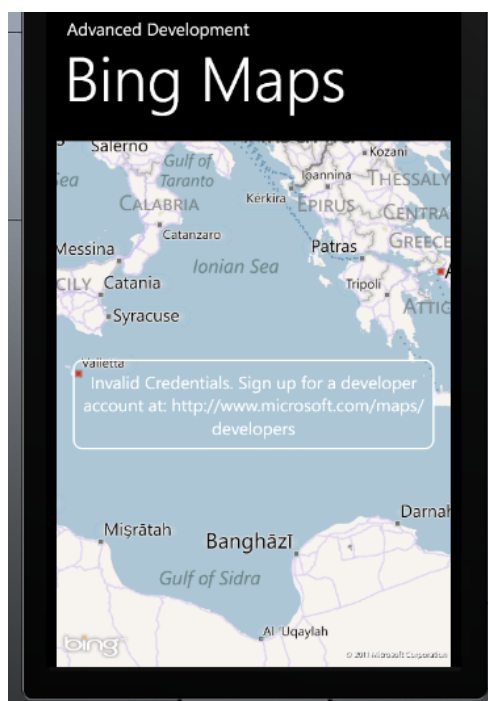 Advanced Development
Bing Maps
Salerno
Kozani
Gulf of
Taranto
Ioannina
THESSALY
Sea
CALABRIA
Kérkira
EPIRUS
CENTRA
Catanzaro
GREECE
Messina
Patras
Ionian Sea
CILY
Catania
Tripoli
ATTIC
Syracuse
Valletta
Invalid Credentials. Sign up for a developer
account at: http://www.microsoft.com/maps/
developers
Darnah
Mişrātah
Banghāzī
Gulf of Sidra
Al 'Uqaylah
bing
© 2011 Microsoft Corporation